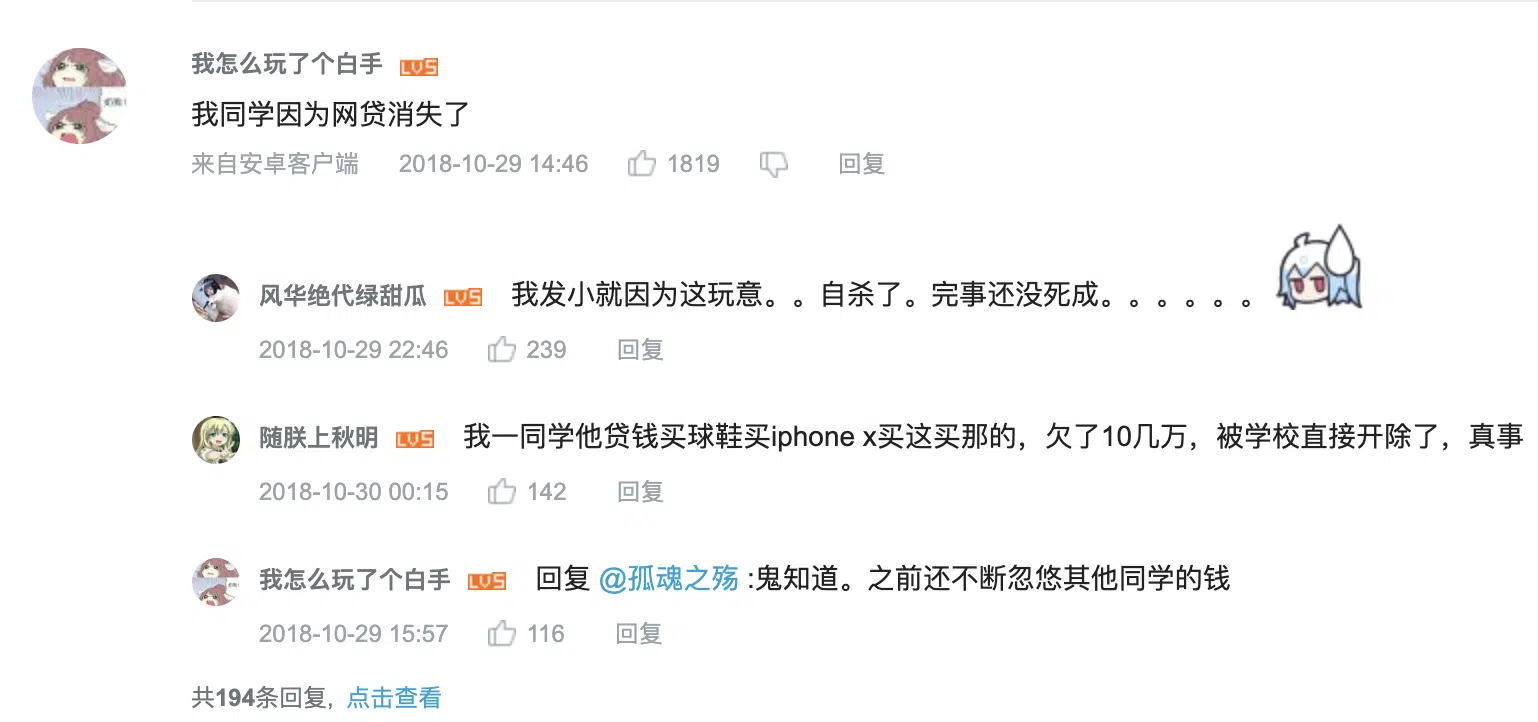 我怎么玩了个白手 LV5
我同学因为网贷消失了
来自安卓客户端 2018-10-29 14:46 1819 回复
风华绝代绿甜瓜 LV5 我发小就因为这玩意。。自杀了。完事还没死成。。。。。。
2018-10-29 22:46 239 回复
随朕上秋明 LV5 我一同学他贷钱买球鞋买iphone x买这买那的，欠了10几万，被学校直接开除了，真事
2018-10-30 00:15 142 回复
我怎么玩了个白手 LV5 回复 @孤魂之殇 :鬼知道。之前还不断忽悠其他同学的钱
2018-10-29 15:57 116 回复
共194条回复, 点击查看